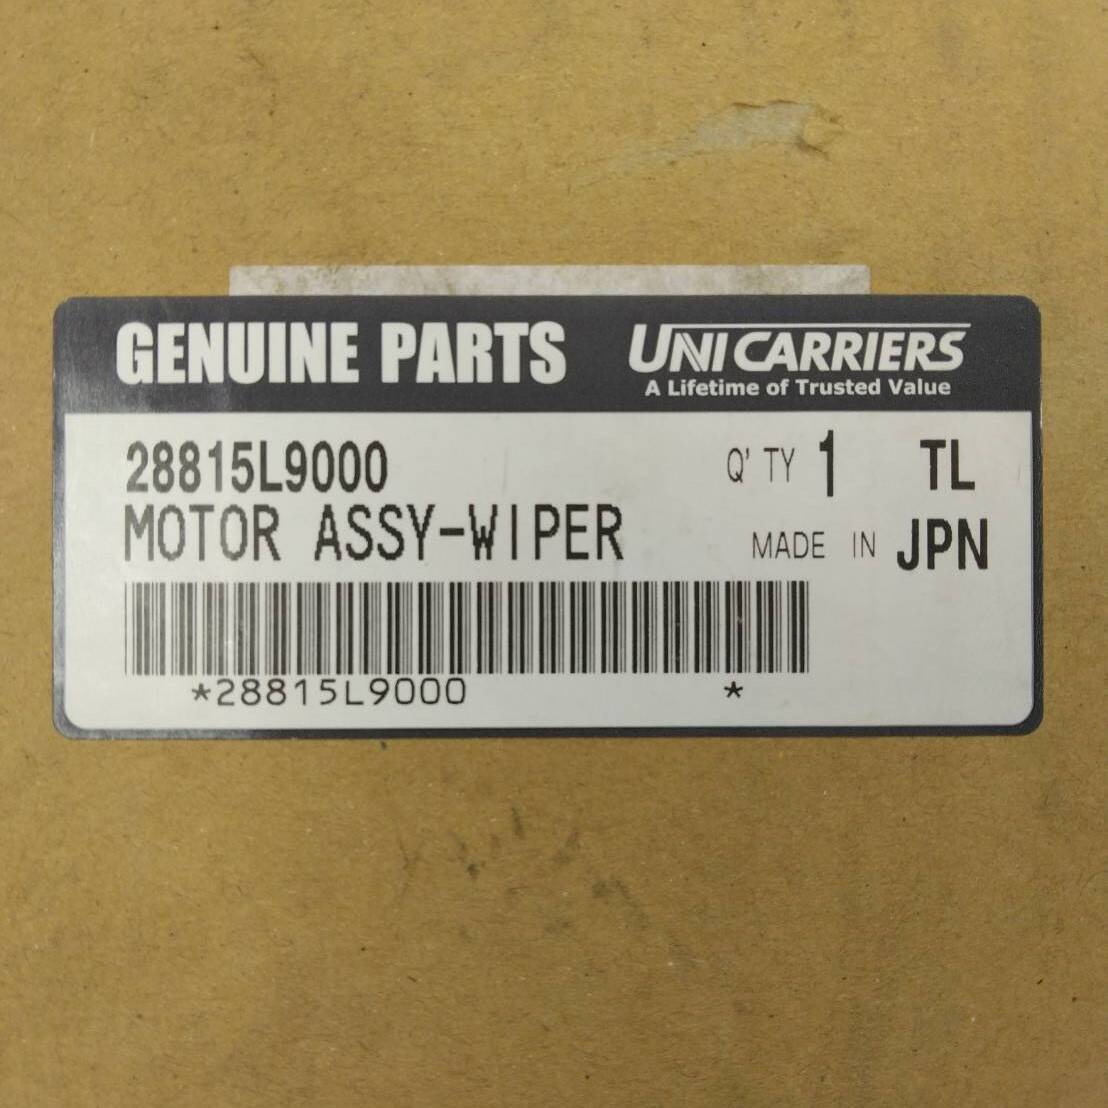 GENUINE PARTS UNICARRIERS
A Lifetime of Trusted Value
28815L9000 Q' TY 1 TL
MOTOR ASSY-WIPER MADE IN JPN
*28815L9000 *